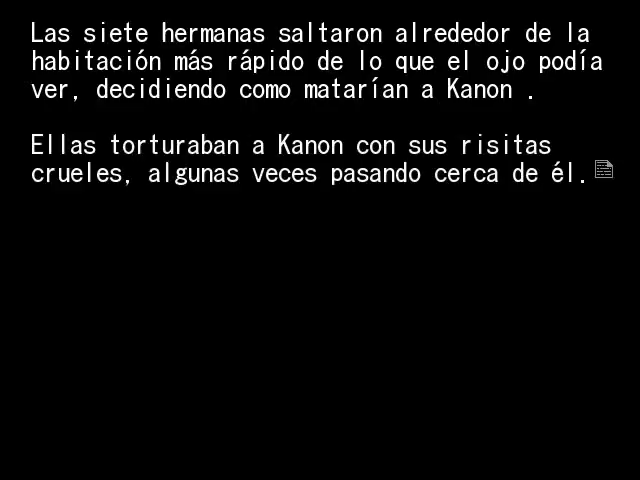 Las siete hermanas saltaron alrededor de la
habitación más rápido de lo que el ojo podía
ver, decidiendo como matarían a Kanon .
Ellas torturaban a Kanon con sus risitas
crueles, algunas veces pasando cerca de él.